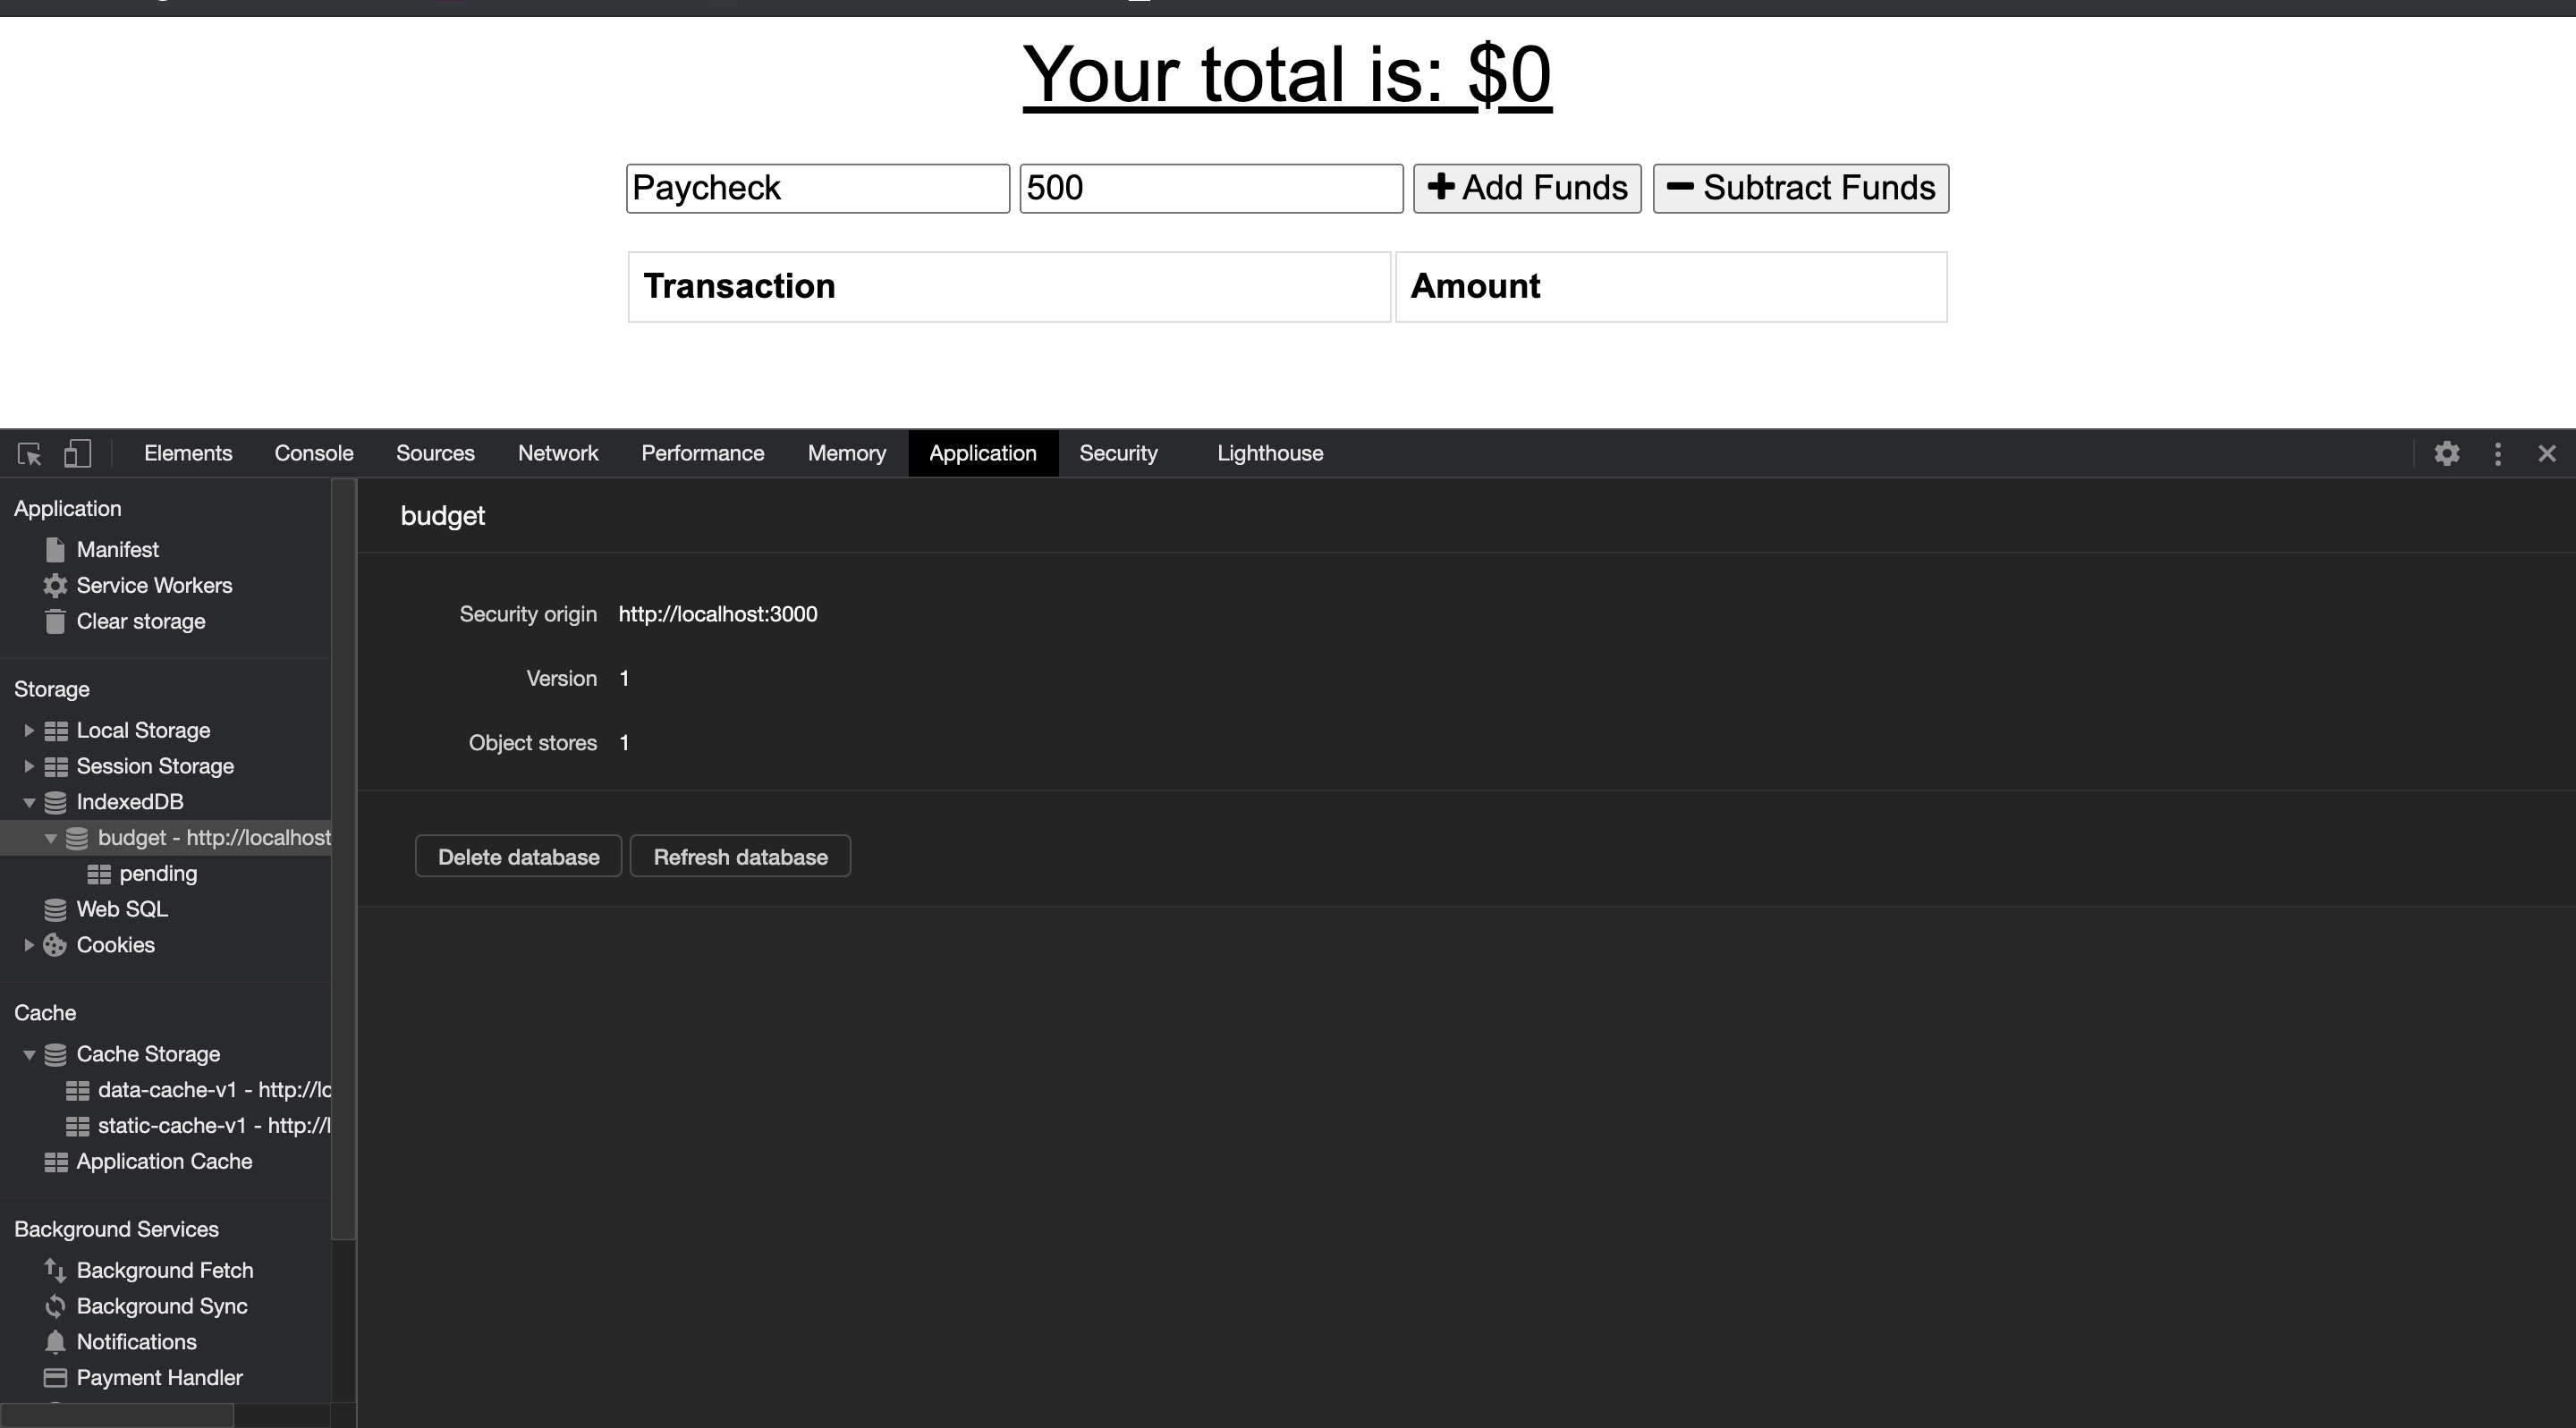 Your total is: $0
Paycheck 500 Add Funds Subtract Funds
Transaction Amount
Elements Console Sources Network Performance Memory Application Security Lighthouse
Application
Manifest
Service Workers
Clear storage
Storage
Local Storage
Session Storage
IndexedDB
budget - http://localhost
pending
Web SQL
Cookies
Cache
Cache Storage
data-cache-v1 - http://lo
static-cache-v1 - http://l
Application Cache
Background Services
Background Fetch
Background Sync
Notifications
Payment Handler
budget
Security origin http://localhost:3000
Version 1
Object stores 1
Delete database Refresh database